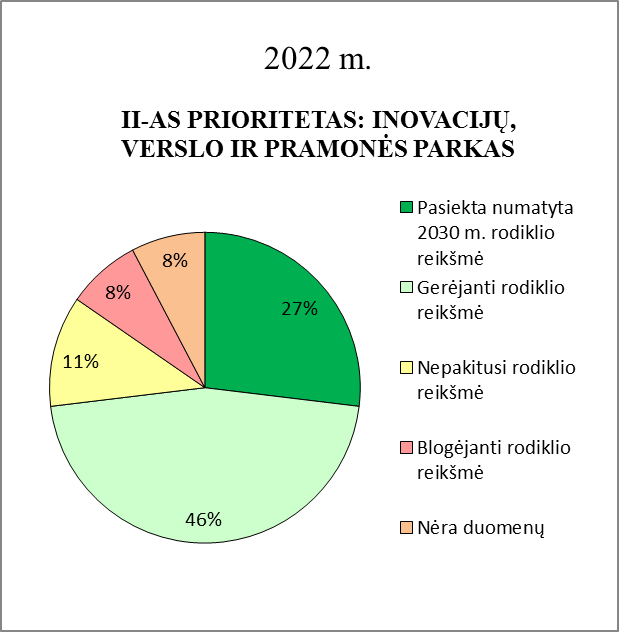 2022 m.
II-AS PRIORITETAS: INOVACIJŲ,
VERSLO IR PRAMONĖS PARKAS
Pasiekta numatyta
2030 m. rodiklio
reikšmė
Gerėjanti rodiklio
reikšmė
Nepakitusi rodiklio
reikšmė
Blogėjanti rodiklio
reikšmė
Nėra duomenų
8%
8%
27%
11%
46%